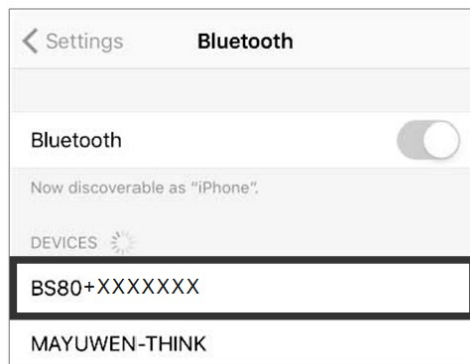 Settings Bluetooth
Bluetooth
Now discoverable as "iPhone".
DEVICES
BS80+XXXXXXX
MAYUWEN-THINK